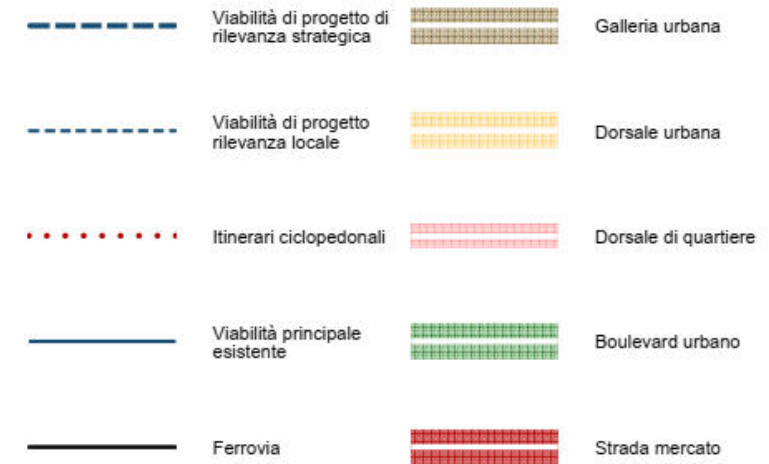 Viabilità di progetto di
rilevanza strategica
Galleria urbana
Viabilità di progetto
rilevanza locale
Dorsale urbana
Itinerari ciclopedonali
Dorsale di quartiere
Viabilità principale
esistente
Boulevard urbano
Ferrovia
Strada mercato